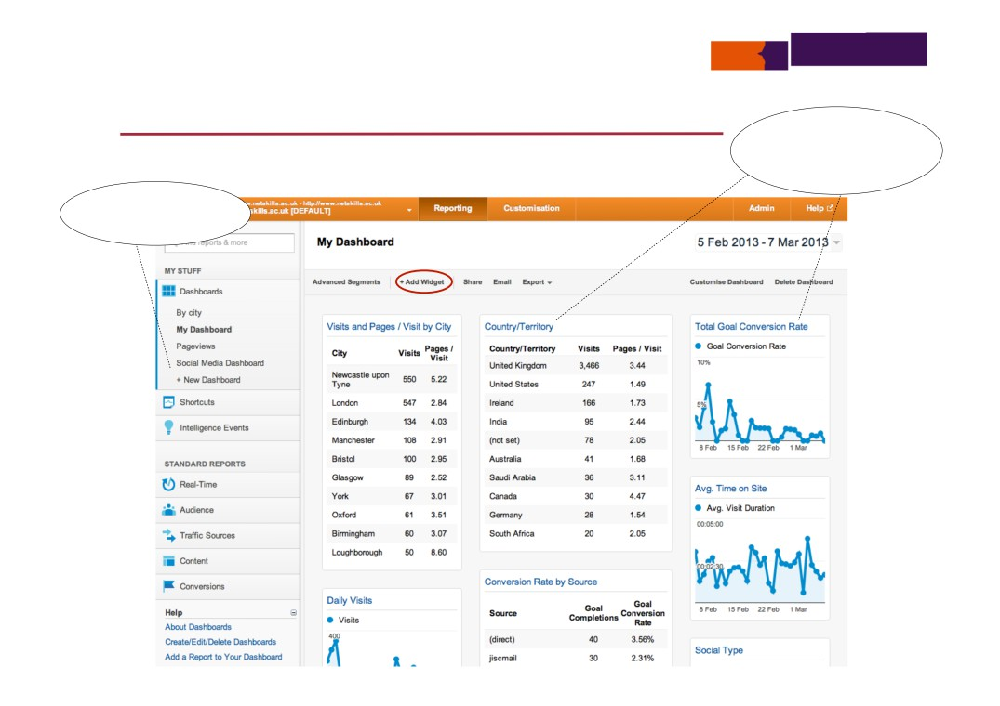 w.netskills.ac.uk - http://www.netskills.ac.uk
skills.ac.uk [DEFAULT]
Reporting
Customisation
Admin
Help
reports & more
My Dashboard
5 Feb 2013 - 7 Mar 2013
MY STUFF
Dashboards
By city
My Dashboard
Pageviews
Social Media Dashboard
+ New Dashboard
Shortcuts
Intelligence Events
STANDARD REPORTS
Real-Time
Audience
Traffic Sources
Content
Conversions
Help
About Dashboards
Create/Edit/Delete Dashboards
Add a Report to Your Dashboard
Advanced Segments
+ Add Widget
Share
Email
Export
Customise Dashboard
Delete Dashboard
Visits and Pages / Visit by City
City Visits Pages / Visit
Newcastle upon Tyne 550 5.22
London 547 2.84
Edinburgh 134 4.03
Manchester 108 2.91
Bristol 100 2.95
Glasgow 89 2.52
York 67 3.01
Oxford 61 3.51
Birmingham 60 3.07
Loughborough 50 8.60
Daily Visits
Visits
400
Country/Territory
Country/Territory Visits Pages / Visit
United Kingdom 3,466 3.44
United States 247 1.49
Ireland 166 1.73
India 95 2.44
(not set) 78 2.05
Australia 41 1.68
Saudi Arabia 36 3.11
Canada 30 4.47
Germany 28 1.54
South Africa 20 2.05
Conversion Rate by Source
Source Goal Completions Goal Conversion Rate
(direct) 40 3.56%
jiscmail 30 2.31%
Total Goal Conversion Rate
Goal Conversion Rate
10%
5%
8 Feb 15 Feb 22 Feb 1 Mar
Avg. Time on Site
Avg. Visit Duration
00:05:00
00:02:30
8 Feb 15 Feb 22 Feb 1 Mar
Social Type